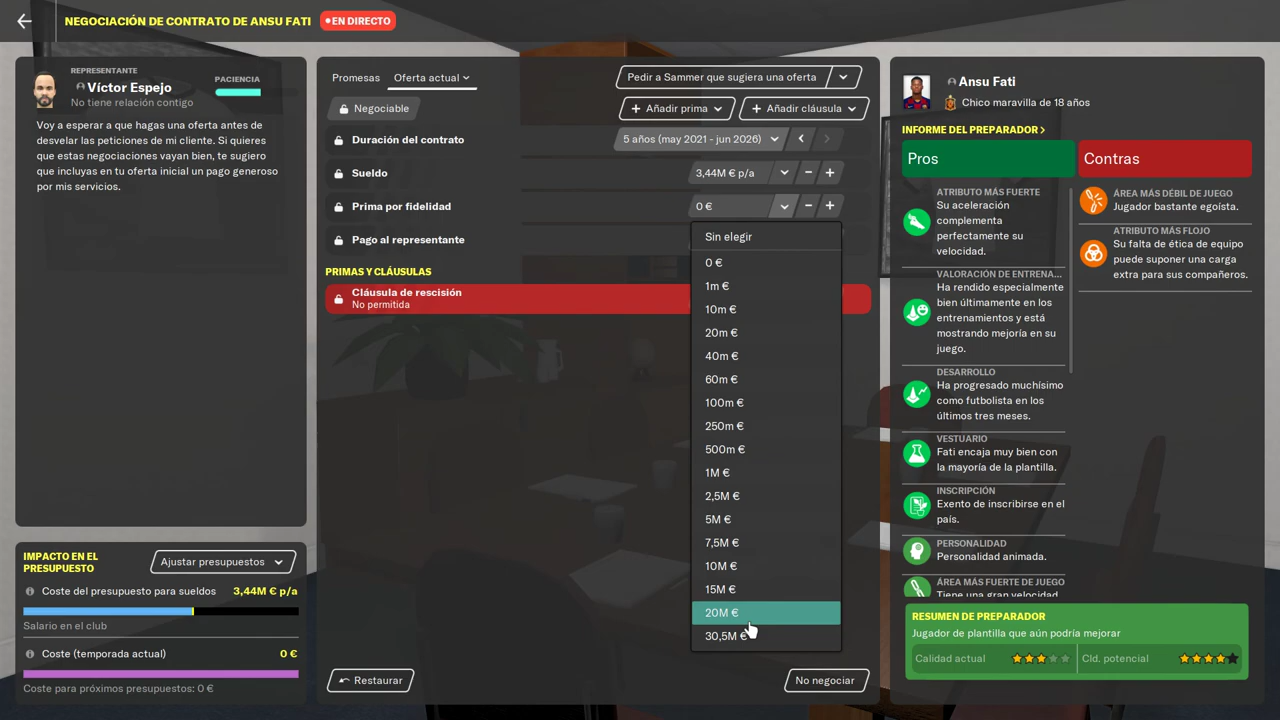 NEGOCIACIÓN DE CONTRATO DE ANSU FATI
EN DIRECTO
REPRESENTANTE
Víctor Espejo
No tiene relación contigo
PACIENCIA
Voy a esperar a que hagas una oferta antes de
desvelar las peticiones de mi cliente. Si quieres
que estas negociaciones vayan bien, te sugiero
que incluyas en tu oferta inicial un pago generoso
por mis servicios.
IMPACTO EN EL
PRESUPUESTO
Ajustar presupuestos
Coste del presupuesto para sueldos 3,44M € p/a
Salario en el club
Coste (temporada actual) 0 €
Coste para próximos presupuestos: 0 €
Promesas
Oferta actual
Pedir a Sammer que sugiera una oferta
Negociable
+ Añadir prima
+ Añadir cláusula
Duración del contrato
5 años (may 2021 - jun 2026)
Sueldo
3,44M € p/a
Prima por fidelidad
0 €
Pago al representante
PRIMAS Y CLÁUSULAS
Cláusula de rescisión
No permitida
Sin elegir
0 €
1m €
10m €
20m €
40m €
60m €
100m €
250m €
500m €
1M €
2,5M €
5M €
7,5M €
10M €
15M €
20M €
30,5M €
Restaurar
No negociar
Ansu Fati
Chico maravilla de 18 años
INFORME DEL PREPARADOR
Pros
Contras
ATRIBUTO MÁS FUERTE
Su aceleración
complementa
perfectamente su
velocidad.
VALORACIÓN DE ENTRENA...
Ha rendido especialmente
bien últimamente en los
entrenamientos y está
mostrando mejoría en su
juego.
DESARROLLO
Ha progresado muchísimo
como futbolista en los
últimos tres meses.
VESTUARIO
Fati encaja muy bien con
la mayoría de la plantilla.
INSCRIPCIÓN
Exento de inscribirse en el
país.
PERSONALIDAD
Personalidad animada.
ÁREA MÁS FUERTE DE JUEGO
Tiene una gran velocidad
ÁREA MÁS DÉBIL DE JUEGO
Jugador bastante egoísta.
ATRIBUTO MÁS FLOJO
Su falta de ética de equipo
puede suponer una carga
extra para sus compañeros.
RESUMEN DE PREPARADOR
Jugador de plantilla que aún podría mejorar
Calidad actual
Cld. potencial